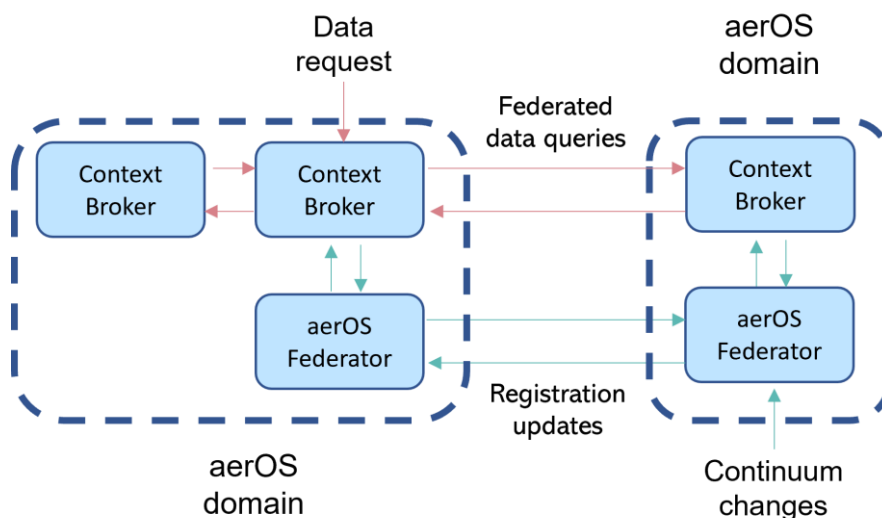 Data
request
aerOS
domain
Federated
data queries
Context
Broker
Context
Broker
Context
Broker
aerOS
Federator
aerOS
Federator
Registration
updates
aerOS
domain
Continuum
changes